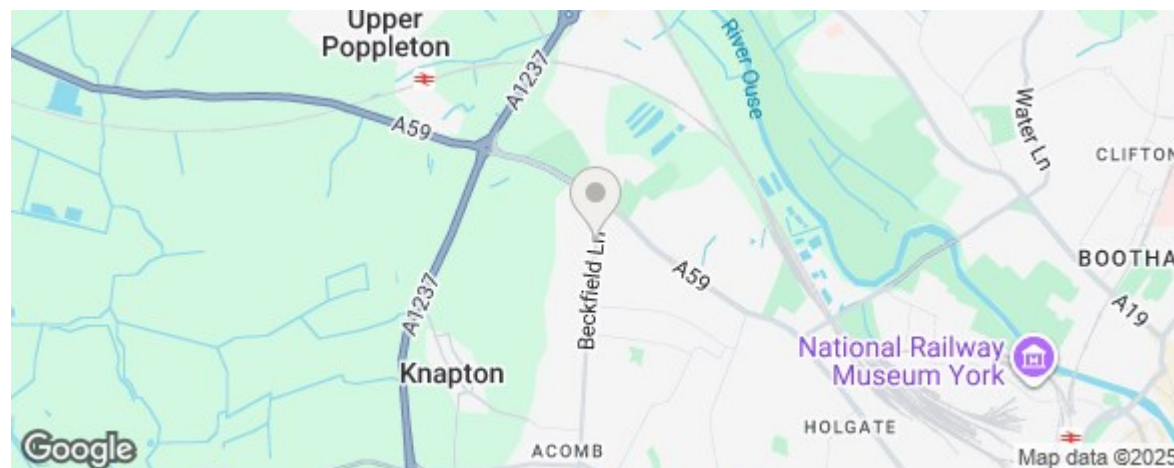 Upper
Poppleton
A1237
A59
River Ouse
Water Ln
CLIFTON
Beckfield Ln
A59
BOOTHA
A19
A1237
Knapton
National Railway
Museum York
HOLGATE
ACOMB
Google
Map data ©2025